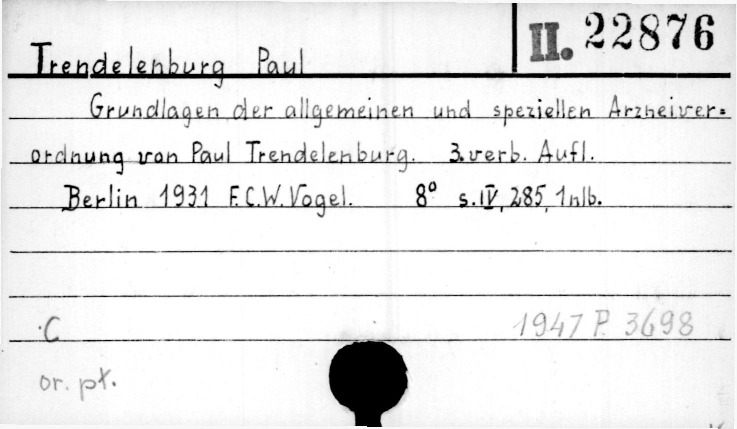 II. 22876
Trendelenburg Paul
Grundlagen der allgemeinen und speziellen Arzneiver=
ordnung von Paul Trendelenburg. 3. verb. Aufl.
Berlin 1931 F.C.W. Vogel. 8° s. IV, 285, 1 nlb.
C 1947 P. 3698
or. pł.